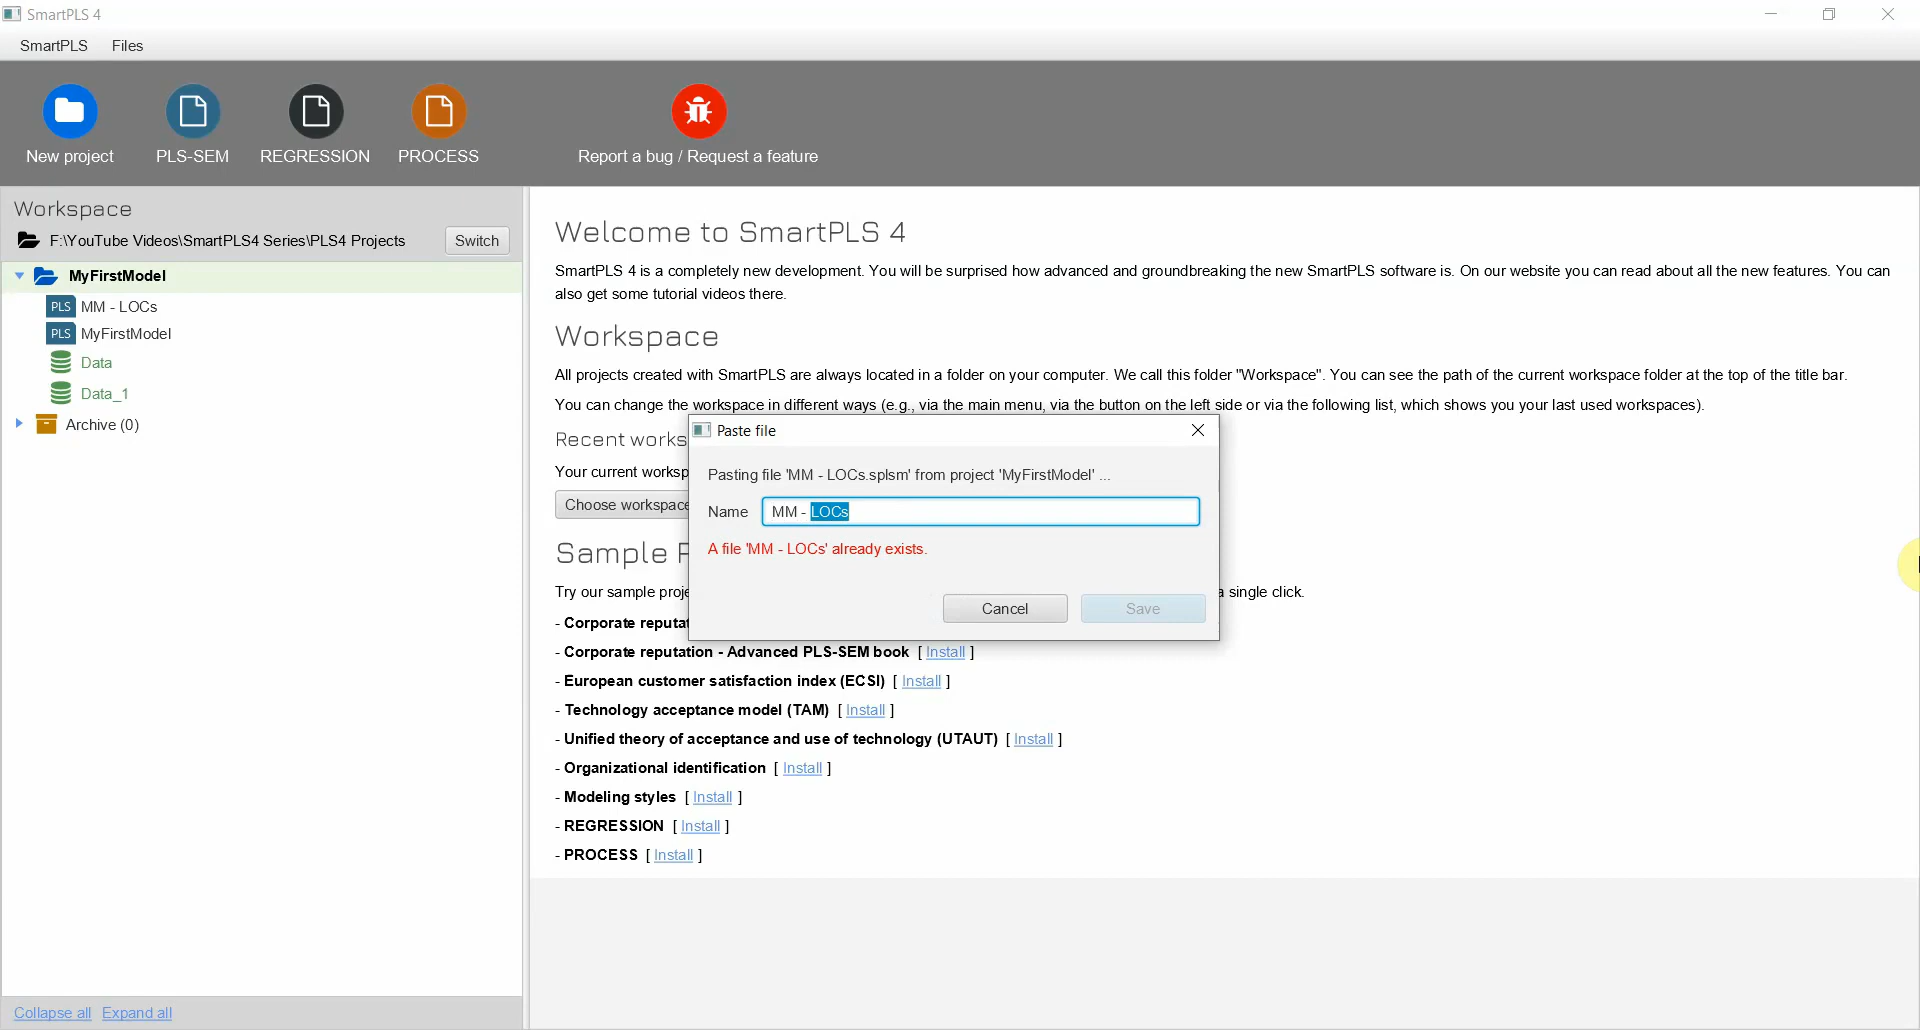 SmartPLS 4
SmartPLS Files
New project PLS-SEM REGRESSION PROCESS Report a bug / Request a feature
Workspace
F:\YouTube Videos\SmartPLS4 Series\PLS4 Projects Switch
MyFirstModel
PLS MM - LOCs
PLS MyFirstModel
Data
Data_1
Archive (0)
Collapse all Expand all
Welcome to SmartPLS 4
SmartPLS 4 is a completely new development. You will be surprised how advanced and groundbreaking the new SmartPLS software is. On our website you can read about all the new features. You can
also get some tutorial videos there.
Workspace
All projects created with SmartPLS are always located in a folder on your computer. We call this folder "Workspace". You can see the path of the current workspace folder at the top of the title bar.
You can change the workspace in different ways (e.g., via the main menu, via the button on the left side or via the following list, which shows you your last used workspaces).
Recent works
Your current worksp
Choose workspace
Paste file
Pasting file 'MM - LOCs.splsm' from project 'MyFirstModel' ...
Name MM - LOCs
A file 'MM - LOCs' already exists.
Cancel Save
Sample
Try our sample proje a single click.
- Corporate reputat
- Corporate reputation - Advanced PLS-SEM book [ Install ]
- European customer satisfaction index (ECSI) [ Install ]
- Technology acceptance model (TAM) [ Install ]
- Unified theory of acceptance and use of technology (UTAUT) [ Install ]
- Organizational identification [ Install ]
- Modeling styles [ Install ]
- REGRESSION [ Install ]
- PROCESS [ Install ]